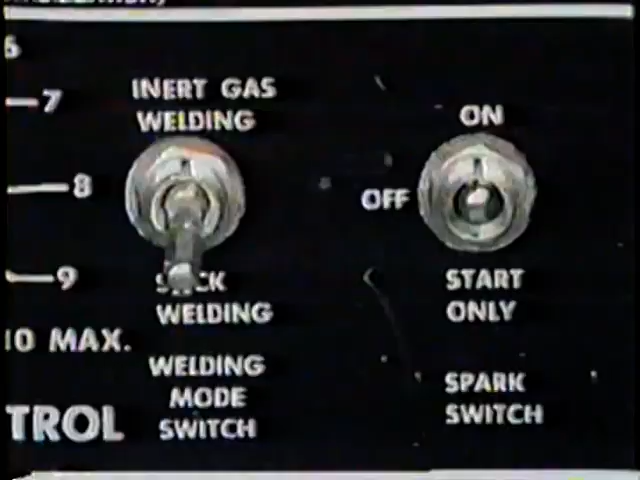 6
7
8
9
10 MAX.
TROL
INERT GAS
WELDING
WELDING
WELDING
MODE
SWITCH
ON
OFF
START
ONLY
SPARK
SWITCH